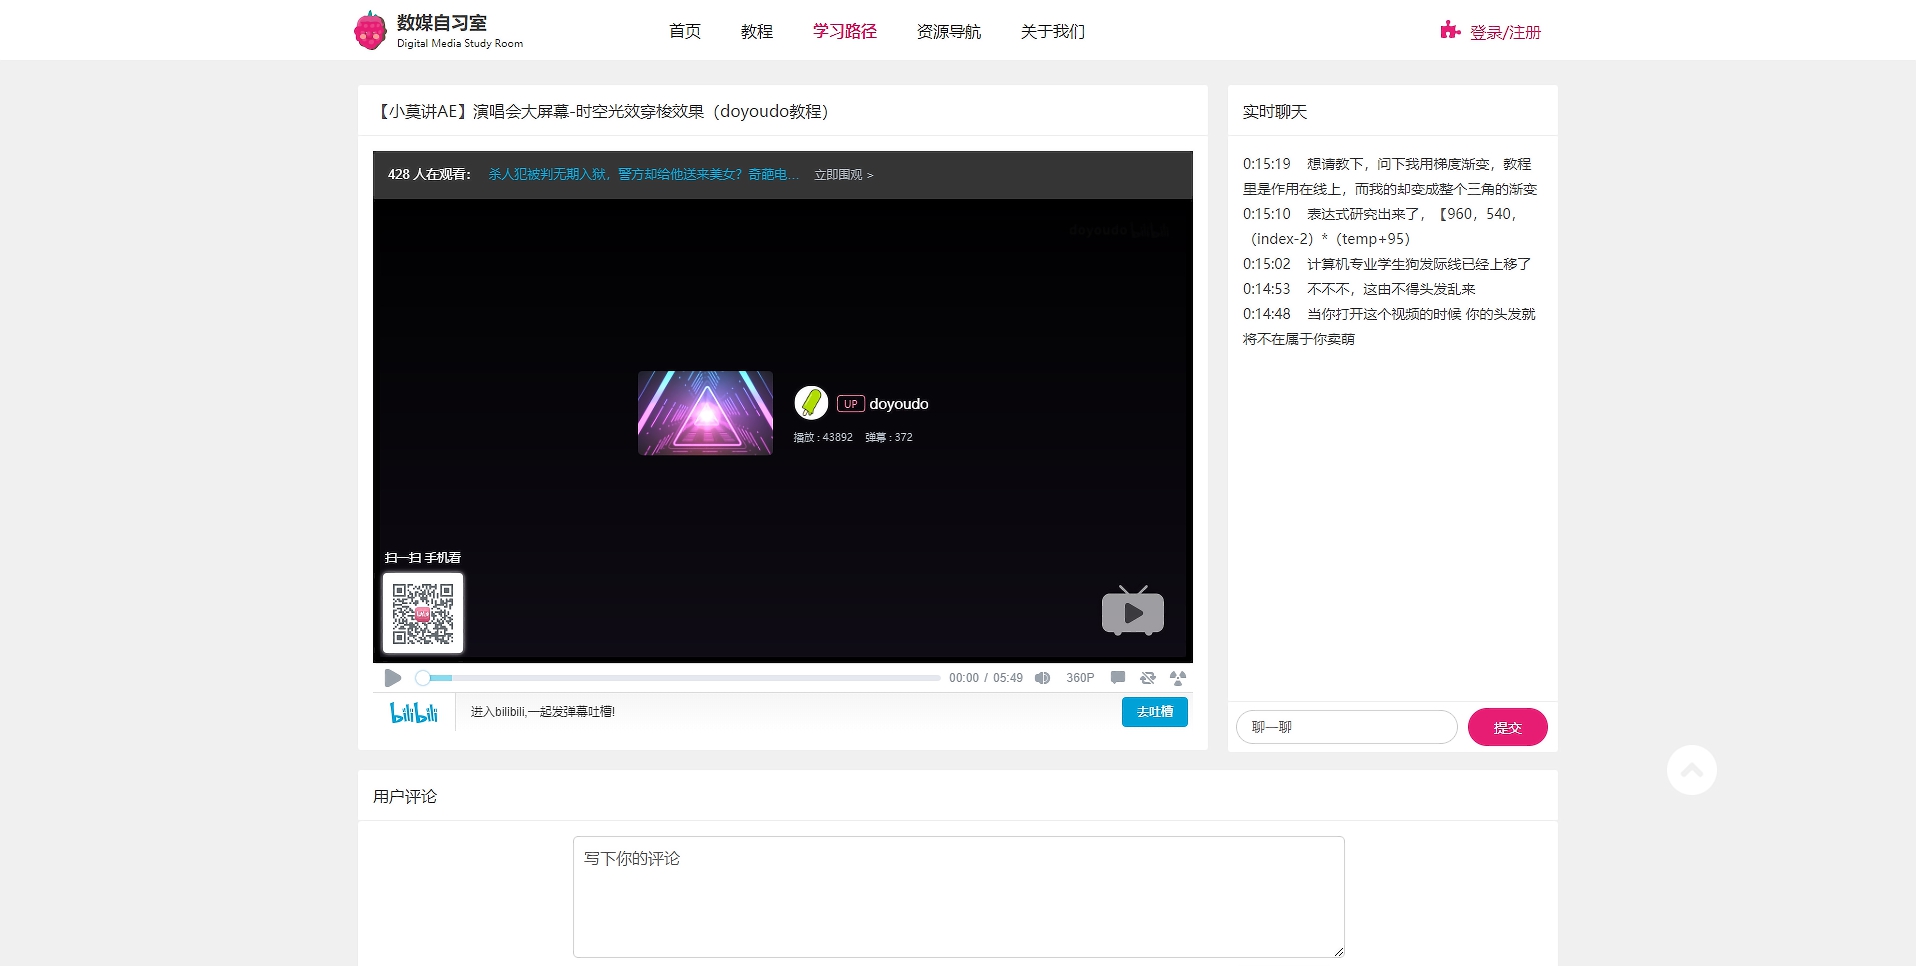 数媒自习室
Digital Media Study Room
首页
教程
学习路径
资源导航
关于我们
登录/注册
【小莫讲AE】演唱会大屏幕-时空光效穿梭效果（doyoudo教程）
428 人在观看：
杀人犯被判无期入狱，警方却给他送来美女？奇葩电...
立即围观 >
doyoudo bilibili
UP doyoudo
播放 : 43892 弹幕 : 372
扫一扫 手机看
00:00 / 05:49
360P
bilibili
进入bilibili,一起发弹幕吐槽!
去吐槽
实时聊天
0:15:19 想请教下，问下我用梯度渐变，教程
里是作用在线上，而我的却变成整个三角的渐变
0:15:10 表达式研究出来了，【960，540，
（index-2）*（temp+95）
0:15:02 计算机专业学生狗发际线已经上移了
0:14:53 不不不，这由不得头发乱来
0:14:48 当你打开这个视频的时候 你的头发就
将不在属于你卖萌
聊一聊
提交
用户评论
写下你的评论